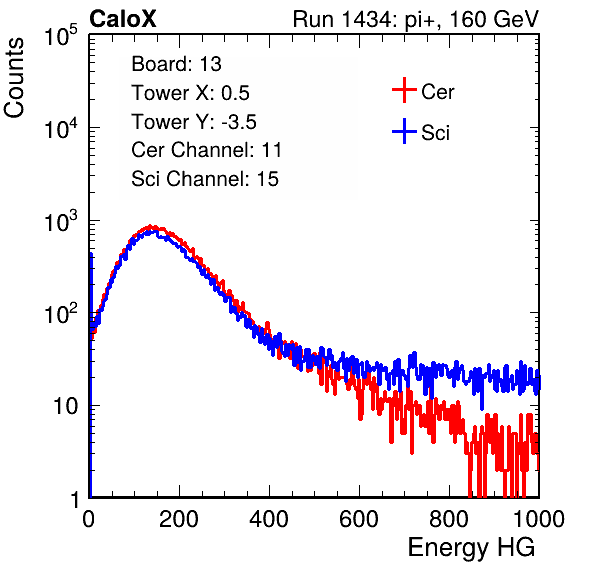 CaloX Run 1434: pi+, 160 GeV
Counts
Board: 13
Tower X: 0.5
Tower Y: -3.5
Cer Channel: 11
Sci Channel: 15
Cer
Sci
10^5
10^4
10^3
10^2
10
1
0 200 400 600 800 1000
Energy HG